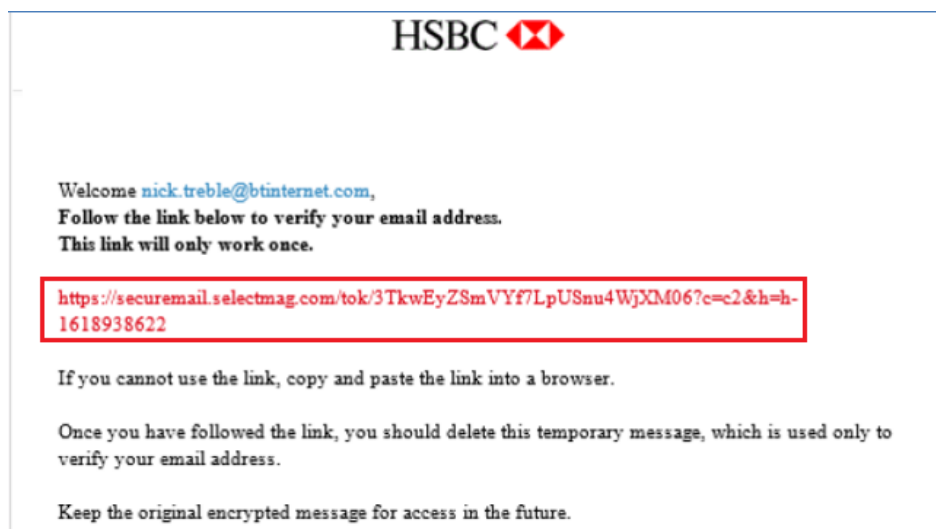 HSBC
Welcome nick.treble@btinternet.com,
Follow the link below to verify your email address.
This link will only work once.
https://securemail.selectmag.com/tok/3TkwEyZSmVYf7LpUSnu4WjXM06?c=c2&h=h-
1618938622
If you cannot use the link, copy and paste the link into a browser.
Once you have followed the link, you should delete this temporary message, which is used only to
verify your email address.
Keep the original encrypted message for access in the future.